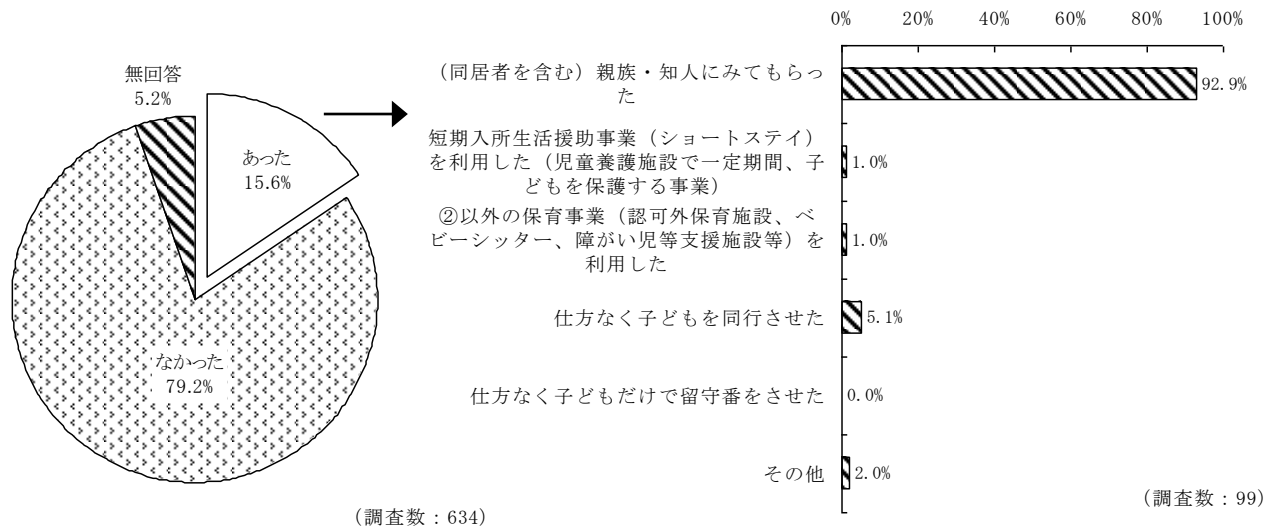 無回答
5.2%
あった
15.6%
なかった
79.2%
（調査数：634）
0%
20%
40%
60%
80%
100%
（同居者を含む）親族・知人にみてもらっ
た
92.9%
短期入所生活援助事業（ショートステイ）
を利用した（児童養護施設で一定期間、子
どもを保護する事業）
1.0%
②以外の保育事業（認可外保育施設、ベ
ビーシッター、障がい児等支援施設等）を
利用した
1.0%
仕方なく子どもを同行させた
5.1%
仕方なく子どもだけで留守番をさせた
0.0%
その他
2.0%
（調査数：99）